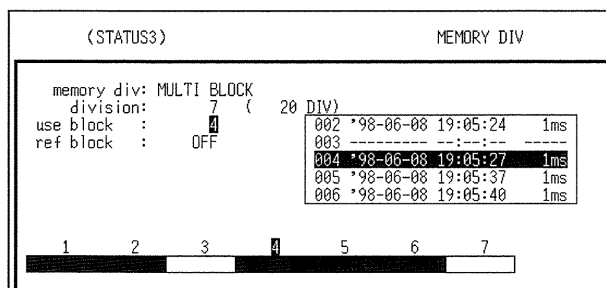 (STATUS3) MEMORY DIV
memory div: MULTI BLOCK
division: 7 ( 20 DIV)
use block : 4
ref block : OFF
002 '98-06-08 19:05:24 1ms
003 --------- --:--:-- -----
004 '98-06-08 19:05:27 1ms
005 '98-06-08 19:05:37 1ms
006 '98-06-08 19:05:40 1ms
1 2 3 4 5 6 7